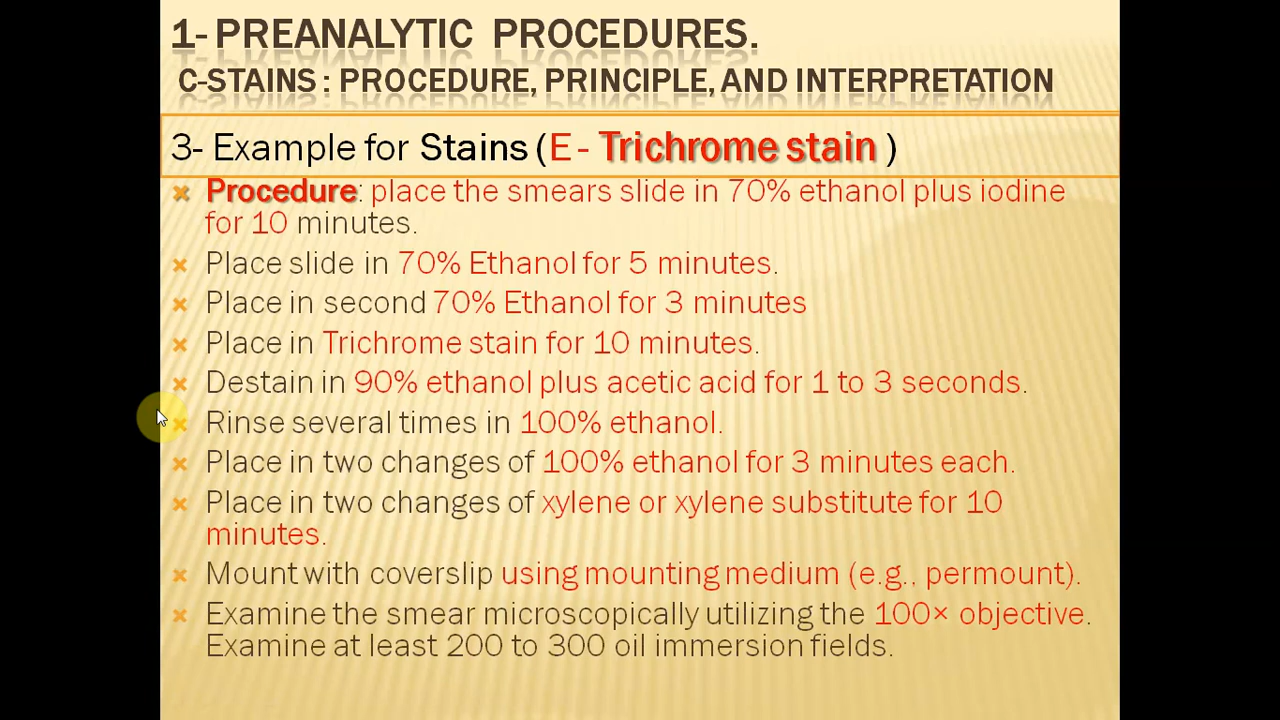 1- PREANALYTIC PROCEDURES.
C-STAINS : PROCEDURE, PRINCIPLE, AND INTERPRETATION
3- Example for Stains (E - Trichrome stain )
Procedure: place the smears slide in 70% ethanol plus iodine
for 10 minutes.
Place slide in 70% Ethanol for 5 minutes.
Place in second 70% Ethanol for 3 minutes
Place in Trichrome stain for 10 minutes.
Destain in 90% ethanol plus acetic acid for 1 to 3 seconds.
Rinse several times in 100% ethanol.
Place in two changes of 100% ethanol for 3 minutes each.
Place in two changes of xylene or xylene substitute for 10
minutes.
Mount with coverslip using mounting medium (e.g., permount).
Examine the smear microscopically utilizing the 100× objective.
Examine at least 200 to 300 oil immersion fields.